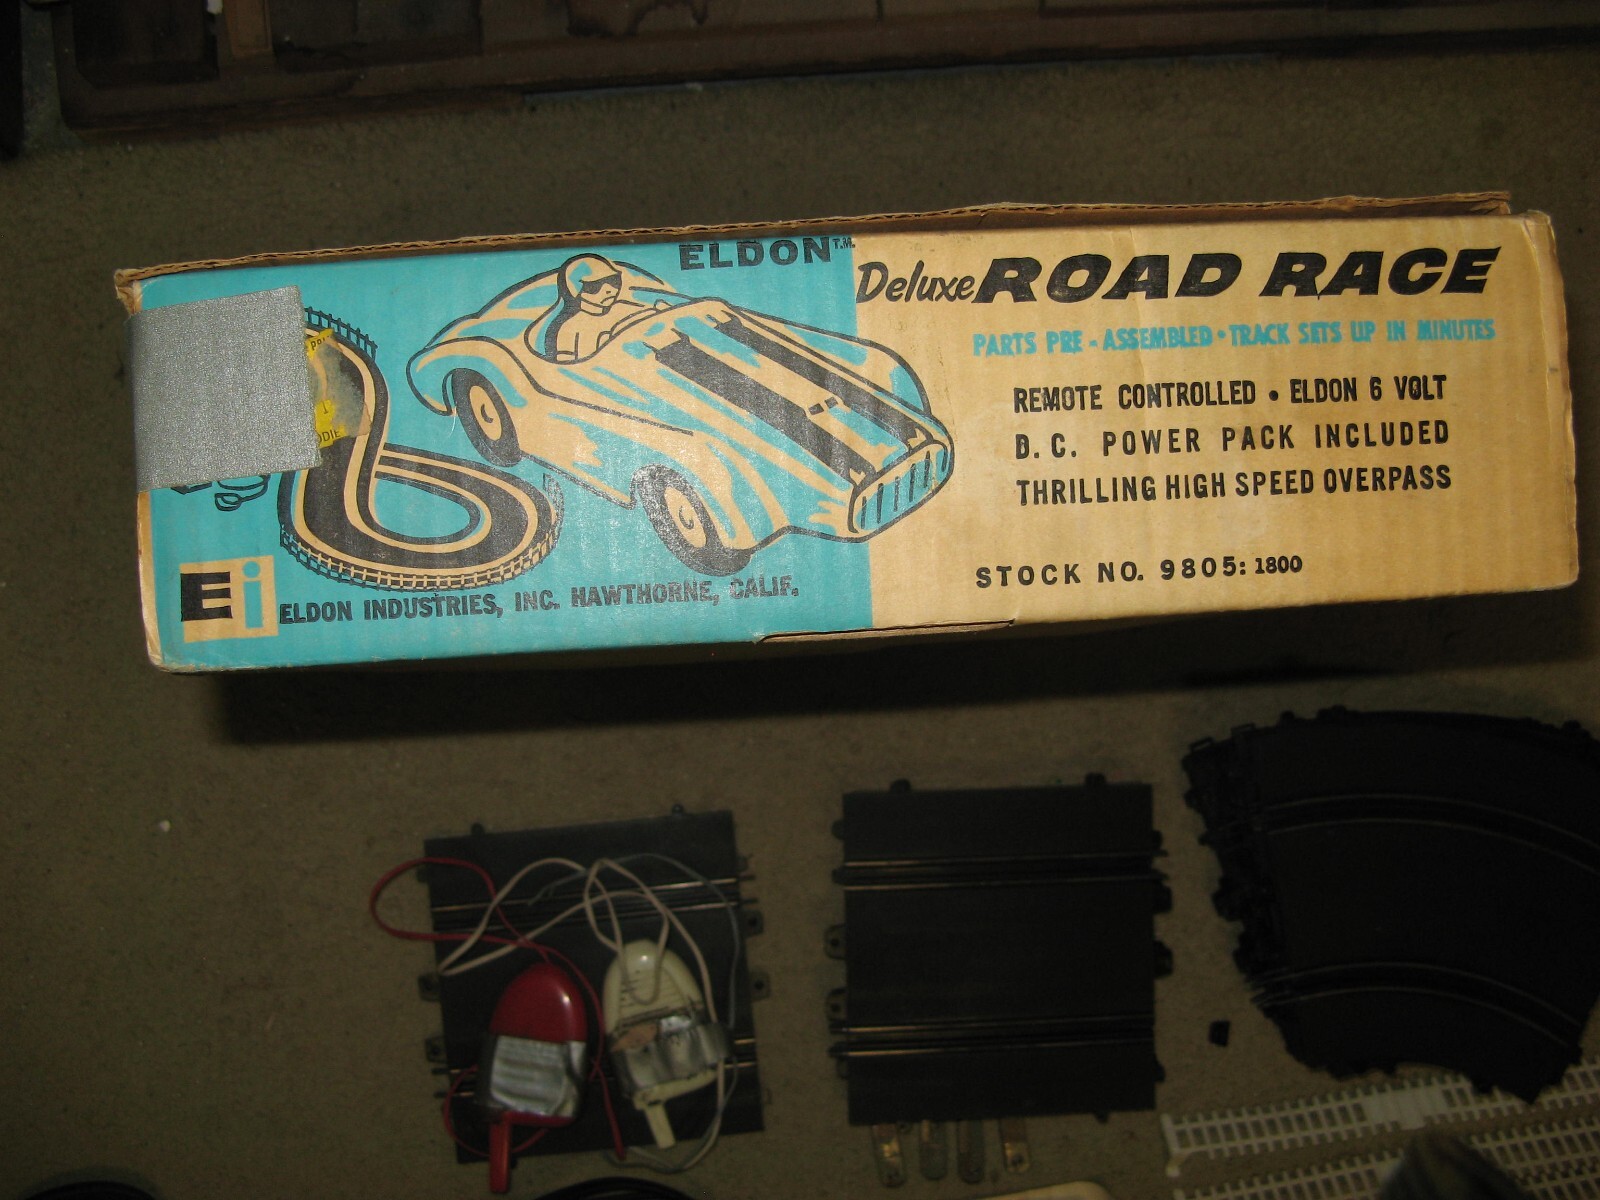 ELDON T.M.
Deluxe ROAD RACE
PARTS PRE - ASSEMBLED • TRACK SETS UP IN MINUTES
REMOTE CONTROLLED • ELDON 6 VOLT
D.C. POWER PACK INCLUDED
THRILLING HIGH SPEED OVERPASS
STOCK NO. 9805: 1800
Ei ELDON INDUSTRIES, INC. HAWTHORNE, CALIF.